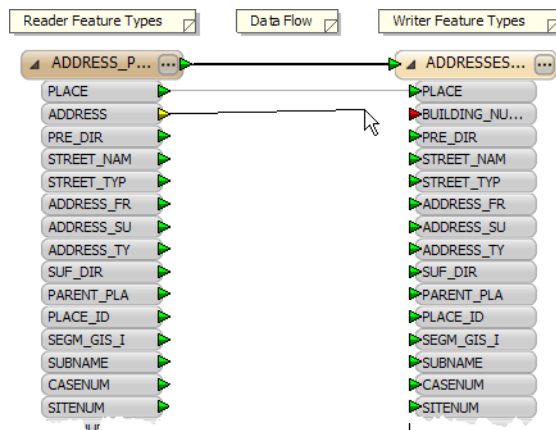 Reader Feature Types
Data Flow
Writer Feature Types
ADDRESS_P... ...
ADDRESSES... ...
PLACE
PLACE
ADDRESS
BUILDING_NU...
PRE_DIR
PRE_DIR
STREET_NAM
STREET_NAM
STREET_TYP
STREET_TYP
ADDRESS_FR
ADDRESS_FR
ADDRESS_SU
ADDRESS_SU
ADDRESS_TY
ADDRESS_TY
SUF_DIR
SUF_DIR
PARENT_PLA
PARENT_PLA
PLACE_ID
PLACE_ID
SEGM_GIS_I
SEGM_GIS_I
SUBNAME
SUBNAME
CASENUM
CASENUM
SITENUM
SITENUM